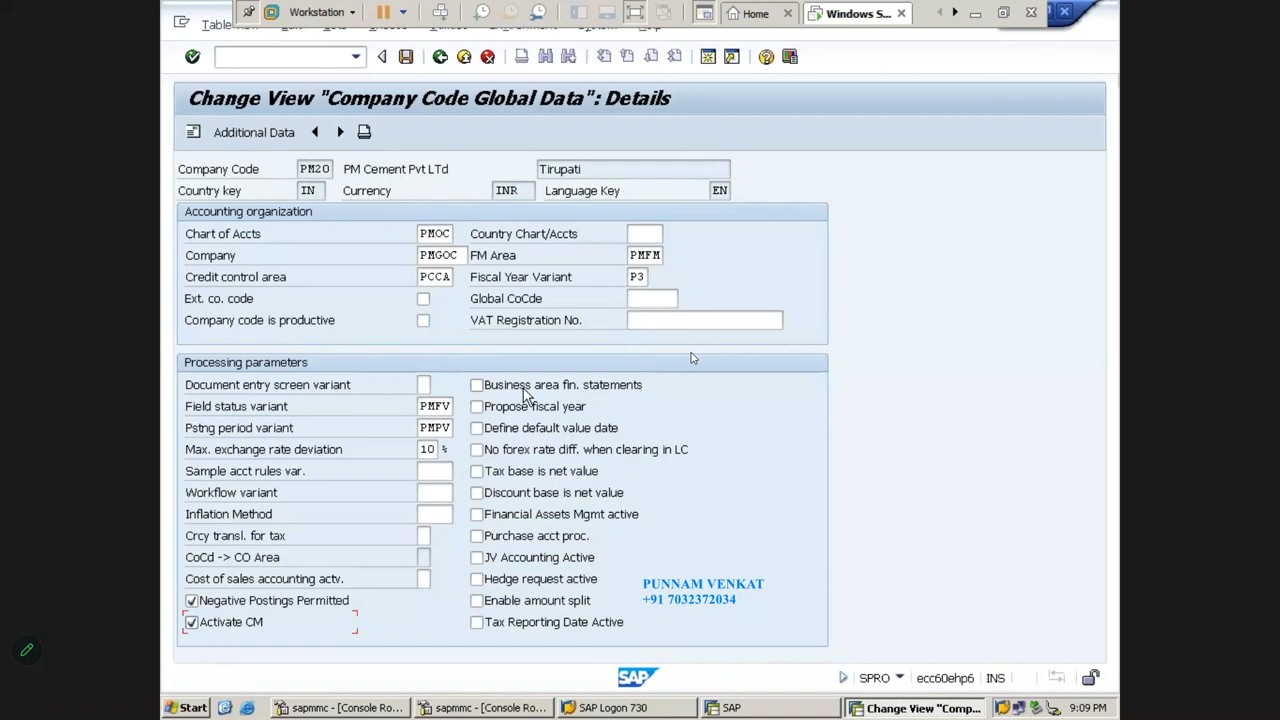 Workstation
Home
Windows S...
Change View "Company Code Global Data": Details
Additional Data
Company Code PM20 PM Cement Pvt LTd Tirupati
Country key IN Currency INR Language Key EN
Accounting organization
Chart of Accts PMOC Country Chart/Accts
Company PMGOC FM Area PMFM
Credit control area PCCA Fiscal Year Variant P3
Ext. co. code Global CoCde
Company code is productive VAT Registration No.
Processing parameters
Document entry screen variant Business area fin. statements
Field status variant PMFV Propose fiscal year
Pstng period variant PMPV Define default value date
Max. exchange rate deviation 10 % No forex rate diff. when clearing in LC
Sample acct rules var. Tax base is net value
Workflow variant Discount base is net value
Inflation Method Financial Assets Mgmt active
Crcy transl. for tax Purchase acct proc.
CoCd -> CO Area JV Accounting Active
Cost of sales accounting actv. Hedge request active
PUNNAM VENKAT
+91 7032372034
Negative Postings Permitted Enable amount split
Activate CM Tax Reporting Date Active
SAP SPRO ecc60ehp6 INS
Start sapmmc - [Console Ro... sapmmc - [Console Ro... SAP Logon 730 SAP Change View "Comp... 9:09 PM